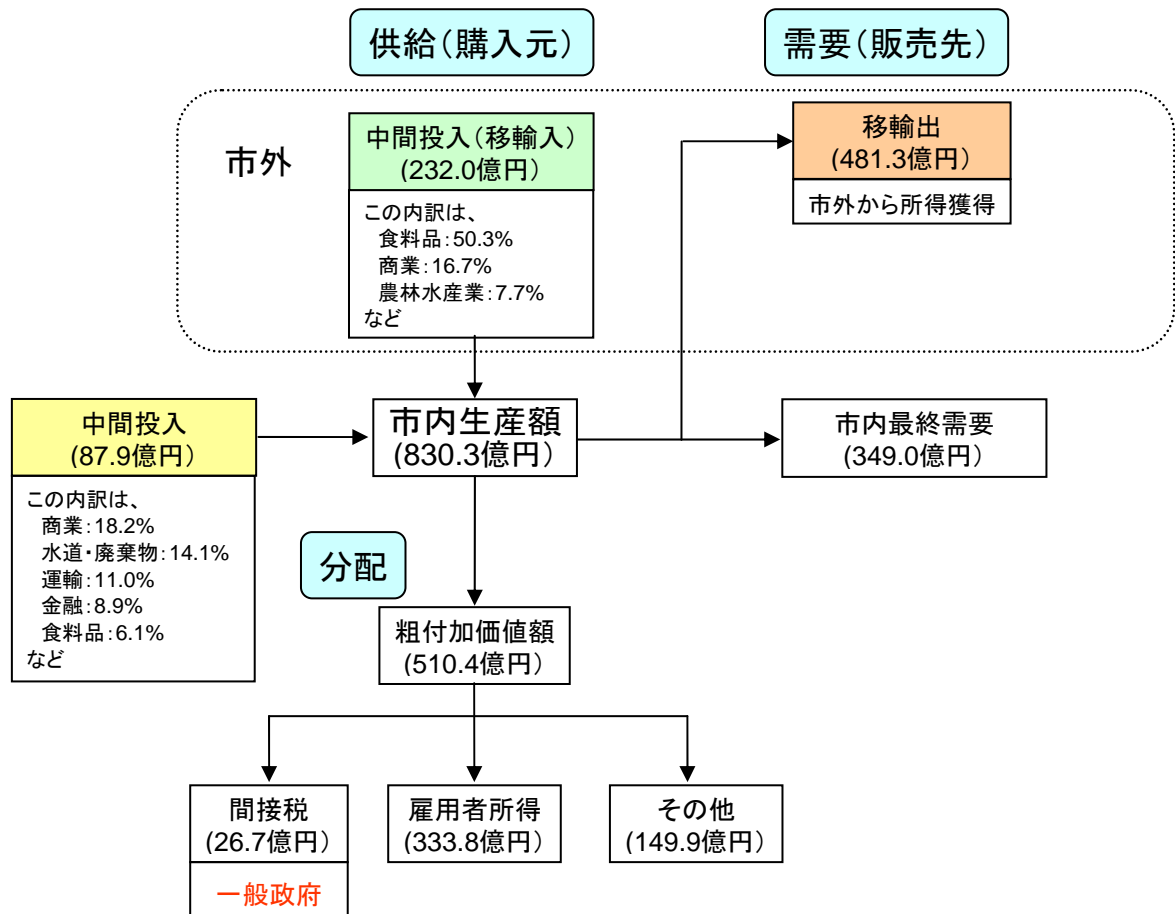 供給（購入元）
需要（販売先）
市外
中間投入（移輸入）
(232.0億円)
この内訳は、
食料品：50.3%
商業：16.7%
農林水産業：7.7%
など
移輸出
(481.3億円)
市外から所得獲得
中間投入
(87.9億円)
この内訳は、
商業：18.2%
水道・廃棄物：14.1%
運輸：11.0%
金融：8.9%
食料品：6.1%
など
市内生産額
(830.3億円)
市内最終需要
(349.0億円)
分配
粗付加価値額
(510.4億円)
間接税
(26.7億円)
一般政府
雇用者所得
(333.8億円)
その他
(149.9億円)